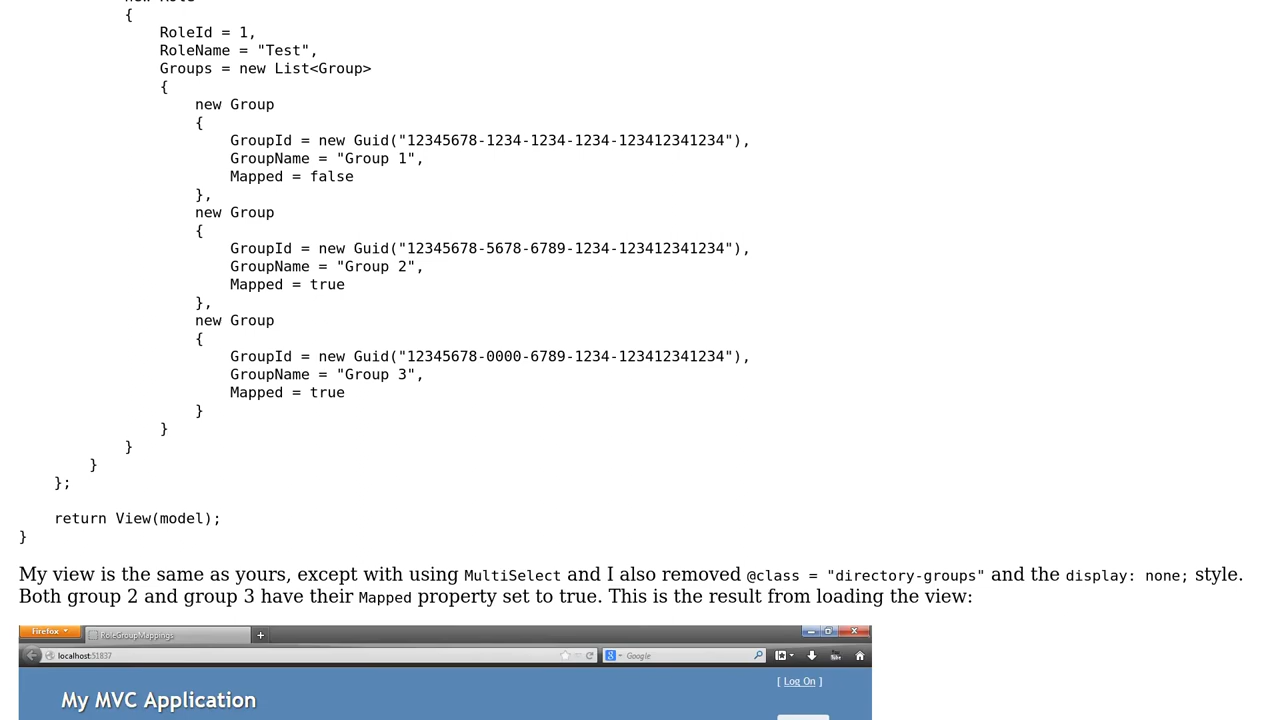 {
RoleId = 1,
RoleName = "Test",
Groups = new List<Group>
{
new Group
{
GroupId = new Guid("12345678-1234-1234-1234-123412341234"),
GroupName = "Group 1",
Mapped = false
},
new Group
{
GroupId = new Guid("12345678-5678-6789-1234-123412341234"),
GroupName = "Group 2",
Mapped = true
},
new Group
{
GroupId = new Guid("12345678-0000-6789-1234-123412341234"),
GroupName = "Group 3",
Mapped = true
}
}
}
}
};
return View(model);
}
My view is the same as yours, except with using MultiSelect and I also removed @class = "directory-groups" and the display: none; style.
Both group 2 and group 3 have their Mapped property set to true. This is the result from loading the view:
Firefox RoleGroupMappings +
localhost:51837 Google
[ Log On ]
My MVC Application